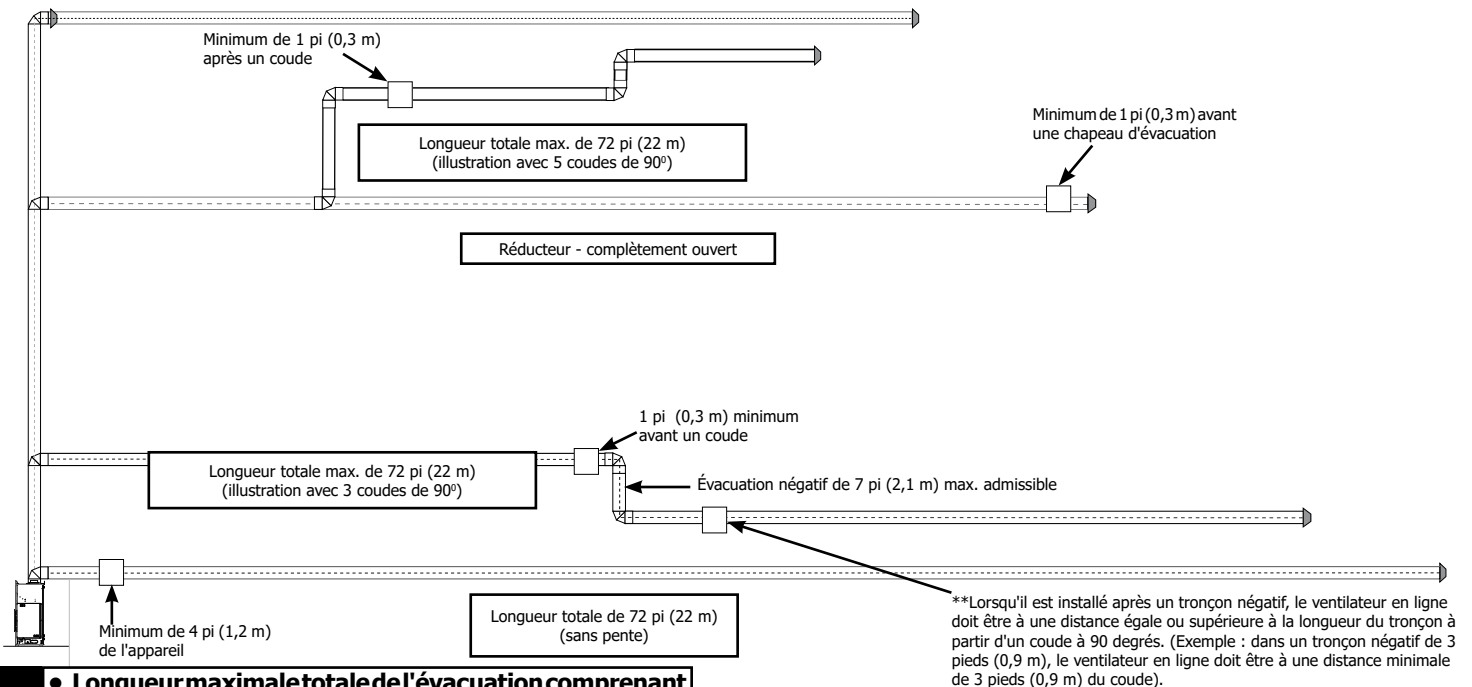 Minimum de 1 pi (0,3 m)
après un coude
Minimum de 1 pi (0,3 m) avant
une chapeau d'évacuation
Longueur totale max. de 72 pi (22 m)
(illustration avec 5 coudes de 90⁰)
Réducteur - complètement ouvert
1 pi (0,3 m) minimum
avant un coude
Longueur totale max. de 72 pi (22 m)
(illustration avec 3 coudes de 90⁰)
Évacuation négatif de 7 pi (2,1 m) max. admissible
Minimum de 4 pi (1,2 m)
de l'appareil
Longueur totale de 72 pi (22 m)
(sans pente)
**Lorsqu'il est installé après un tronçon négatif, le ventilateur en ligne
doit être à une distance égale ou supérieure à la longueur du tronçon à
partir d'un coude à 90 degrés. (Exemple : dans un tronçon négatif de 3
pieds (0,9 m), le ventilateur en ligne doit être à une distance minimale
de 3 pieds (0,9 m) du coude).
• Longueur maximale totale de l'évacuation comprenant